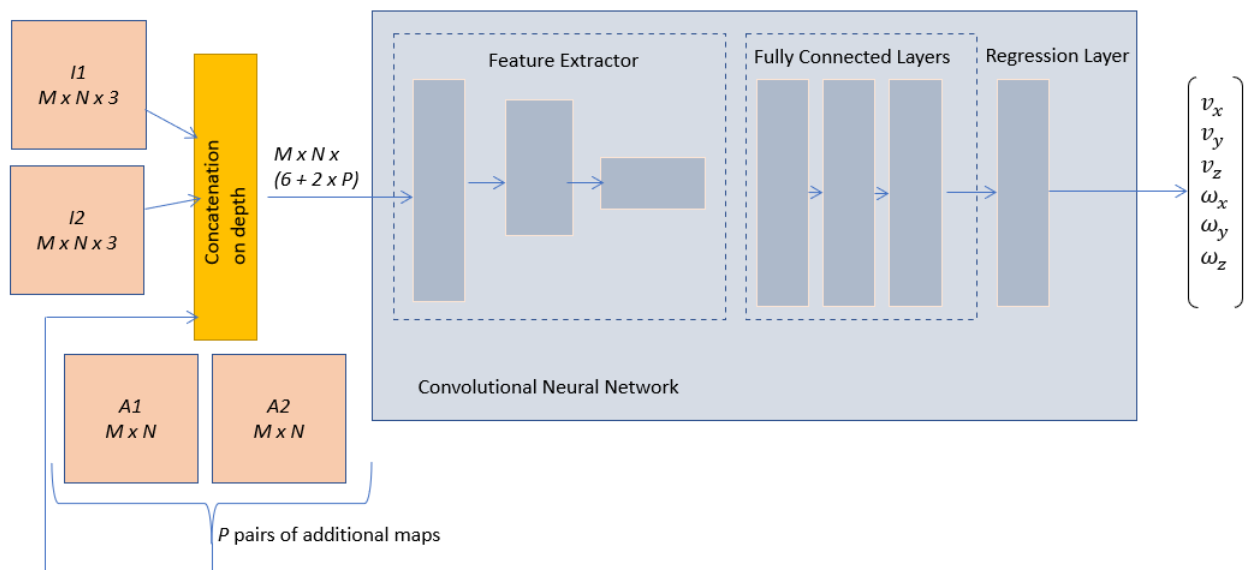 I1
M x N x 3
I2
M x N x 3
Concatenation
on depth
M x N x
(6 + 2 x P)
A1
M x N
A2
M x N
P pairs of additional maps
Feature Extractor
Fully Connected Layers
Regression Layer
Convolutional Neural Network
v_x
v_y
v_z
ω_x
ω_y
ω_z